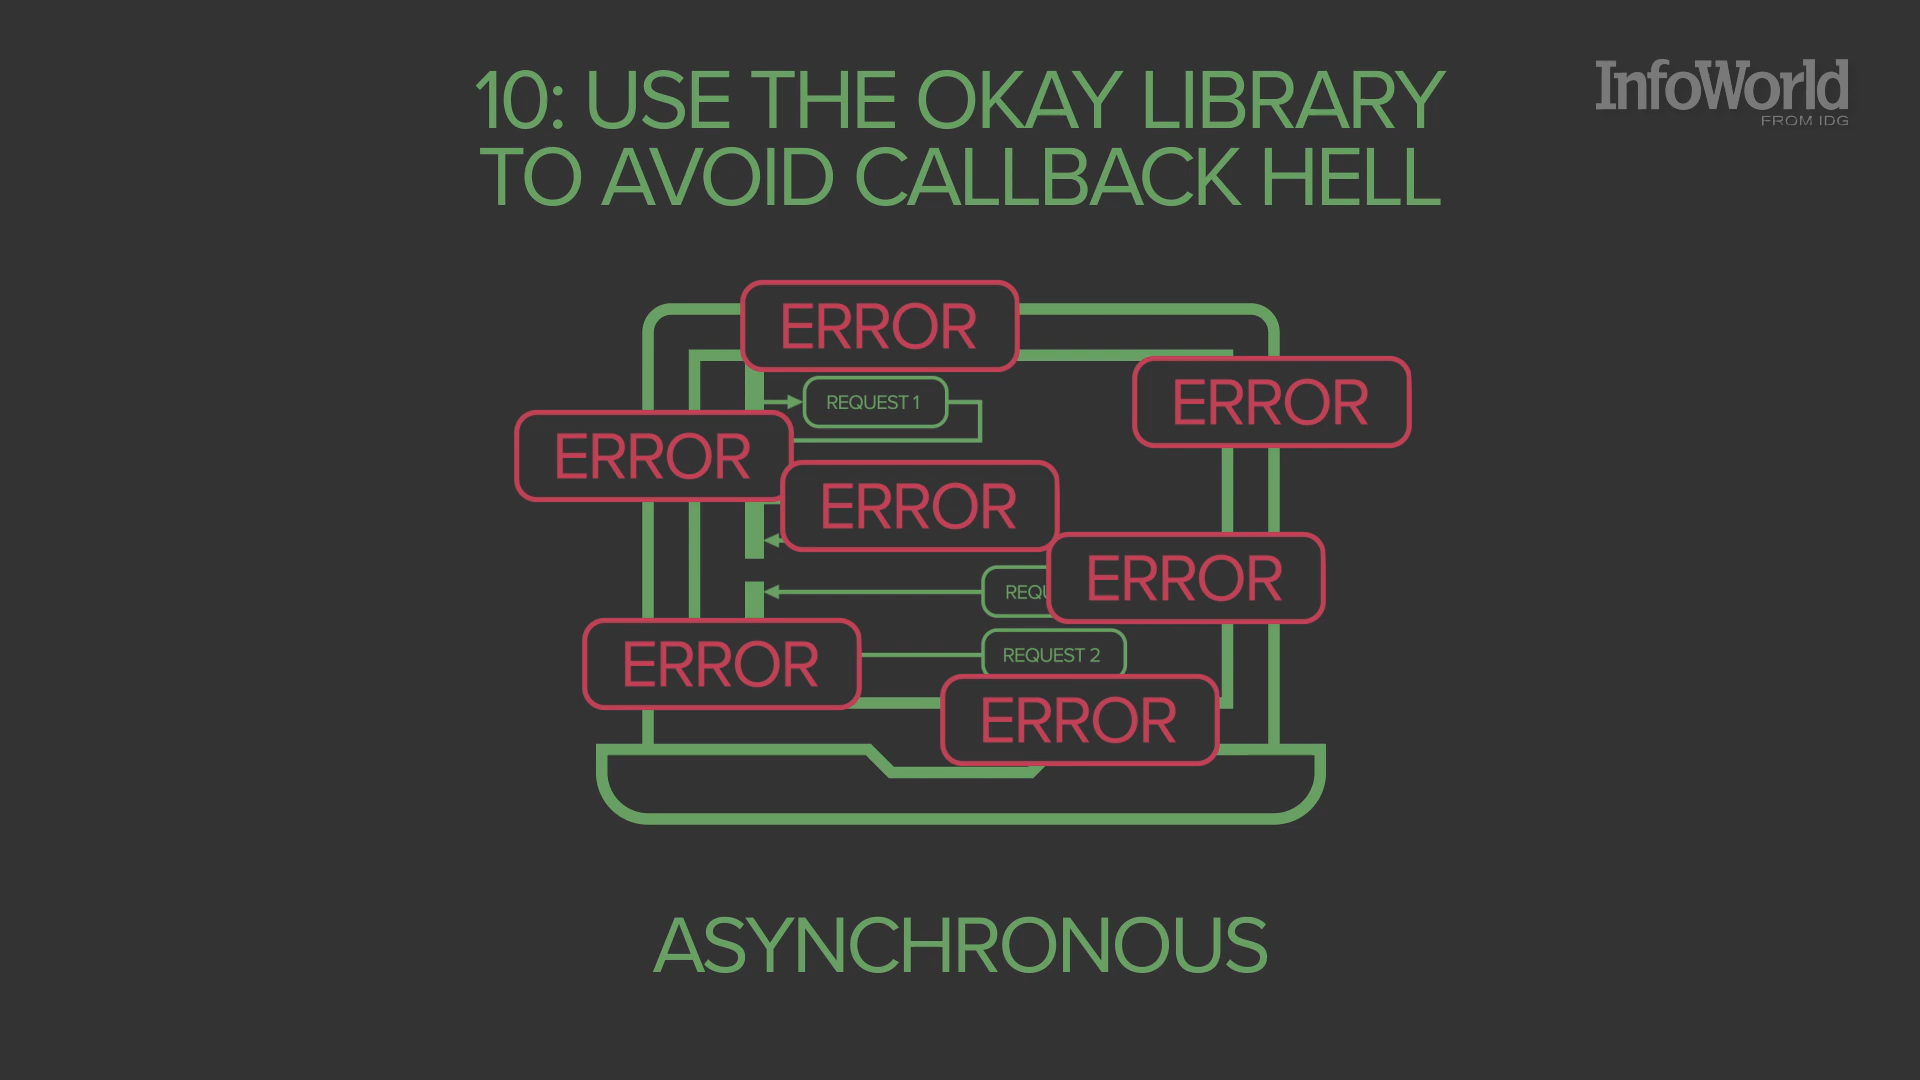 10: USE THE OKAY LIBRARY
TO AVOID CALLBACK HELL
InfoWorld
FROM IDG
ERROR
REQUEST 1
ERROR
ERROR
ERROR
ERROR
ERROR
REQUEST 2
ERROR
ASYNCHRONOUS